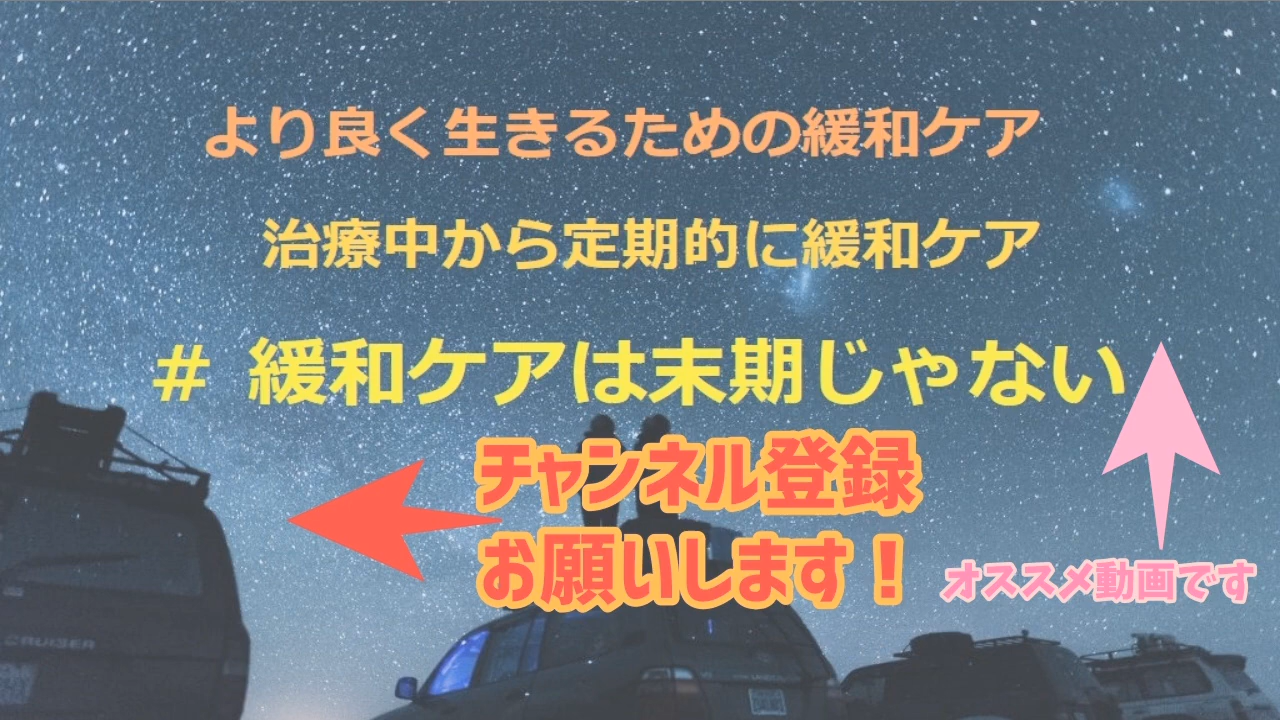 より良く生きるための緩和ケア
治療中から定期的に緩和ケア
# 緩和ケアは末期じゃない
チャンネル登録
お願いします！
オススメ動画です
CRUISER